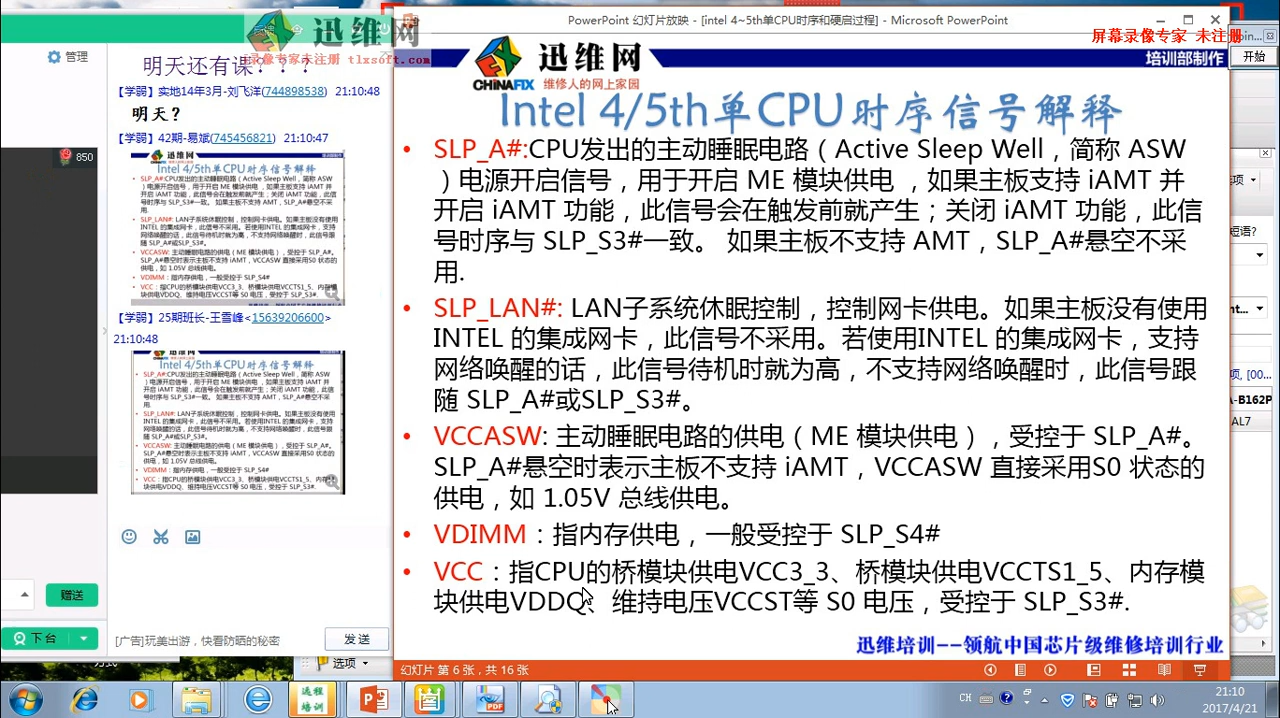 PowerPoint 幻灯片放映 - [intel 4~5th单CPU时序和硬启过程] - Microsoft PowerPoint
迅维网
屏幕录像专家 未注册
录像专家未注册 tlxsoft.com
管理
明天还有课？？？
【学弱】实地14年3月-刘飞洋(744898538) 21:10:48
明天？
【学弱】42期-易斌(745456821) 21:10:47
850
【学弱】25期班长-王雪峰<15639206600>
21:10:48
赠送
下台
[广告]玩美出游，快看防晒的秘密
发送
选项
开始
迅维网
CHINAFIX 维修人的网上家园
培训部制作
Intel 4/5th单CPU时序信号解释
• SLP_A#:CPU发出的主动睡眠电路（Active Sleep Well，简称 ASW
）电源开启信号，用于开启 ME 模块供电 ，如果主板支持 iAMT 并
开启 iAMT 功能，此信号会在触发前就产生；关闭 iAMT 功能，此信
号时序与 SLP_S3#一致。 如果主板不支持 AMT，SLP_A#悬空不采
用.
• SLP_LAN#: LAN子系统休眠控制，控制网卡供电。如果主板没有使用
INTEL 的集成网卡，此信号不采用。若使用INTEL 的集成网卡，支持
网络唤醒的话，此信号待机时就为高，不支持网络唤醒时，此信号跟
随 SLP_A#或SLP_S3#。
• VCCASW: 主动睡眠电路的供电（ME 模块供电），受控于 SLP_A#。
SLP_A#悬空时表示主板不支持 iAMT，VCCASW 直接采用S0 状态的
供电，如 1.05V 总线供电。
• VDIMM：指内存供电，一般受控于 SLP_S4#
• VCC：指CPU的桥模块供电VCC3_3、桥模块供电VCCTS1_5、内存模
块供电VDDQ、维持电压VCCST等 S0 电压，受控于 SLP_S3#.
迅维培训——领航中国芯片级维修培训行业
幻灯片 第 6 张，共 16 张
远程
培训
PDF
CH
21:10
2017/4/21